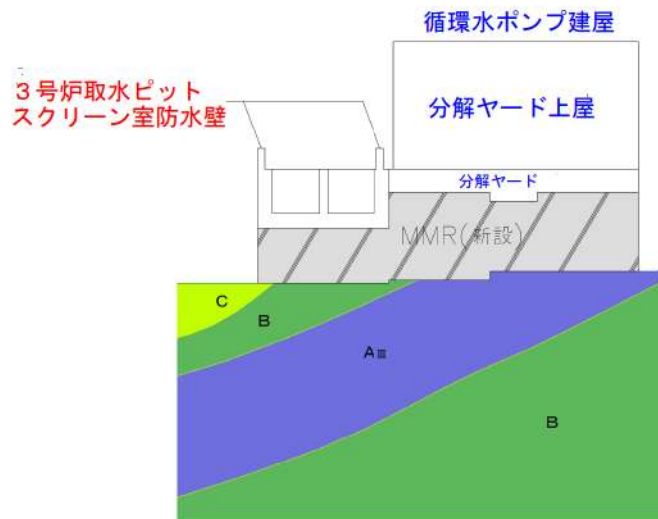 循環水ポンプ建屋
3号炉取水ピット
スクリーン室防水壁
分解ヤード上屋
分解ヤード
MMR(新設)
C
B
AⅢ
B